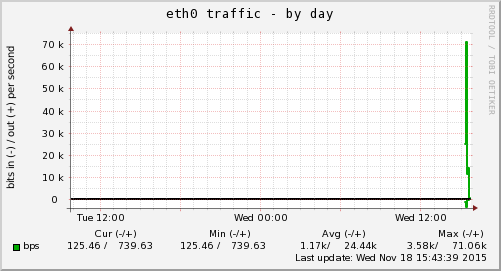 eth0 traffic - by day
RRDTOOL / TOBI OETIKER
bits in (-) / out (+) per second
70 k
60 k
50 k
40 k
30 k
20 k
10 k
0
Tue 12:00 Wed 00:00 Wed 12:00
Cur (-/+) Min (-/+) Avg (-/+) Max (-/+)
bps 125.46 / 739.63 125.46 / 739.63 1.17k/ 24.44k 3.58k/ 71.06k
Last update: Wed Nov 18 15:43:39 2015